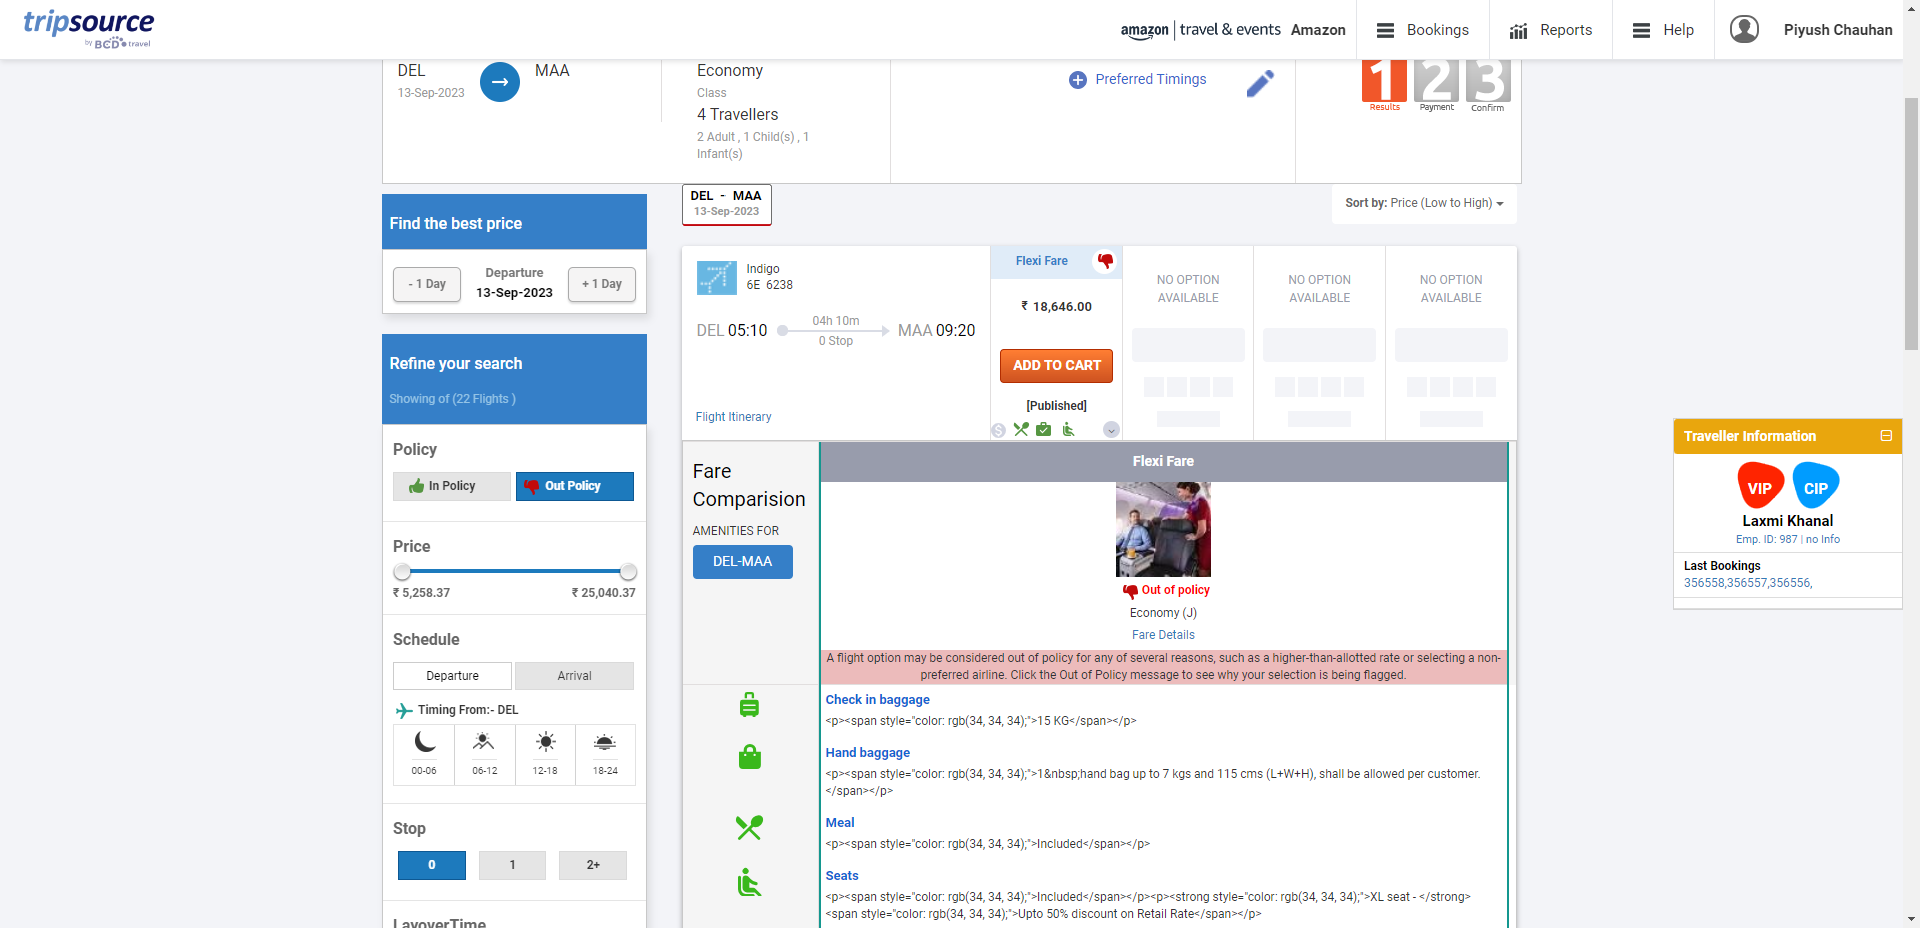 tripsource
by BCD travel
amazon | travel & events Amazon
Bookings
Reports
Help
Piyush Chauhan
DEL
13-Sep-2023
MAA
Economy
Class
4 Travellers
2 Adult , 1 Child(s) , 1
Infant(s)
Preferred Timings
1 2 3
Results Payment Confirm
DEL - MAA
13-Sep-2023
Sort by: Price (Low to High)
Find the best price
- 1 Day
Departure
13-Sep-2023
+ 1 Day
Refine your search
Showing of (22 Flights )
Policy
In Policy
Out Policy
Price
₹ 5,258.37
₹ 25,040.37
Schedule
Departure
Arrival
Timing From:- DEL
00-06
06-12
12-18
18-24
Stop
0
1
2+
LayoverTime
Indigo
6E 6238
DEL 05:10
04h 10m
0 Stop
MAA 09:20
Flight Itinerary
Flexi Fare
₹ 18,646.00
ADD TO CART
[Published]
NO OPTION
AVAILABLE
NO OPTION
AVAILABLE
NO OPTION
AVAILABLE
Fare
Comparision
AMENITIES FOR
DEL-MAA
Flexi Fare
Out of policy
Economy (J)
Fare Details
A flight option may be considered out of policy for any of several reasons, such as a higher-than-allotted rate or selecting a non-
preferred airline. Click the Out of Policy message to see why your selection is being flagged.
Check in baggage
<p><span style="color: rgb(34, 34, 34);">15 KG</span></p>
Hand baggage
<p><span style="color: rgb(34, 34, 34);">1&nbsp;hand bag up to 7 kgs and 115 cms (L+W+H), shall be allowed per customer.
</span></p>
Meal
<p><span style="color: rgb(34, 34, 34);">Included</span></p>
Seats
<p><span style="color: rgb(34, 34, 34);">Included</span></p><p><strong style="color: rgb(34, 34, 34);">XL seat - </strong>
<span style="color: rgb(34, 34, 34);">Upto 50% discount on Retail Rate</span></p>
Traveller Information
VIP
CIP
Laxmi Khanal
Emp. ID: 987 | no Info
Last Bookings
356558,356557,356556,